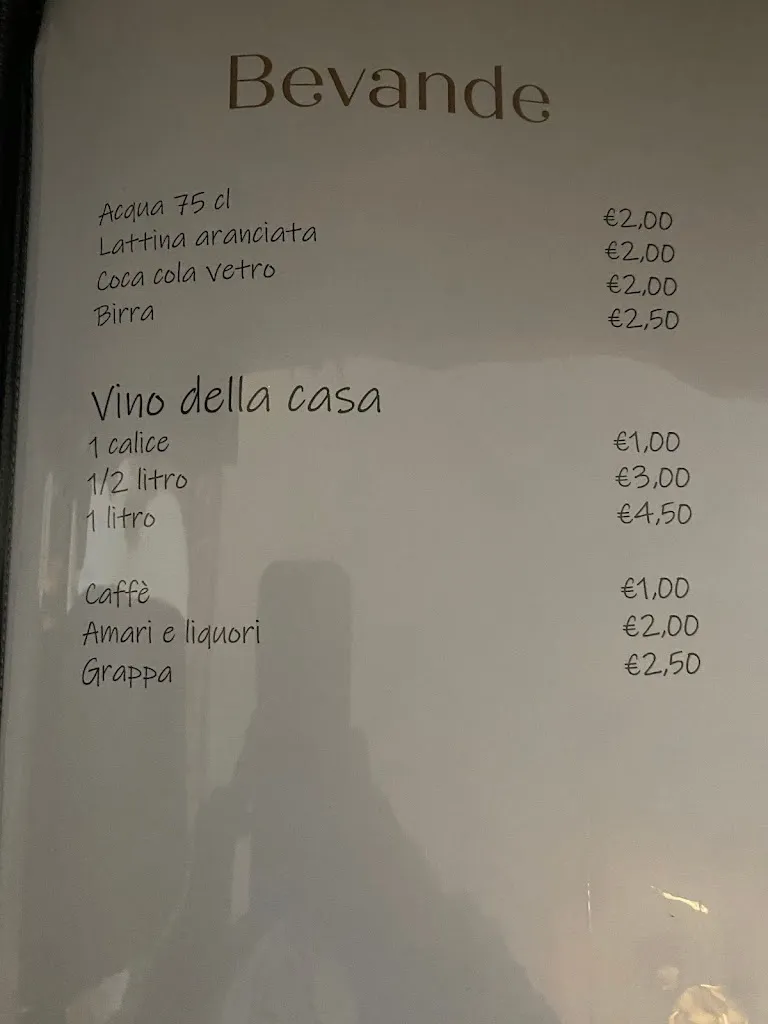 Bevande
Acqua 75 cl €2,00
Lattina aranciata €2,00
Coca cola vetro €2,00
Birra €2,50
Vino della casa
1 calice €1,00
1/2 litro €3,00
1 litro €4,50
Caffè €1,00
Amari e liquori €2,00
Grappa €2,50